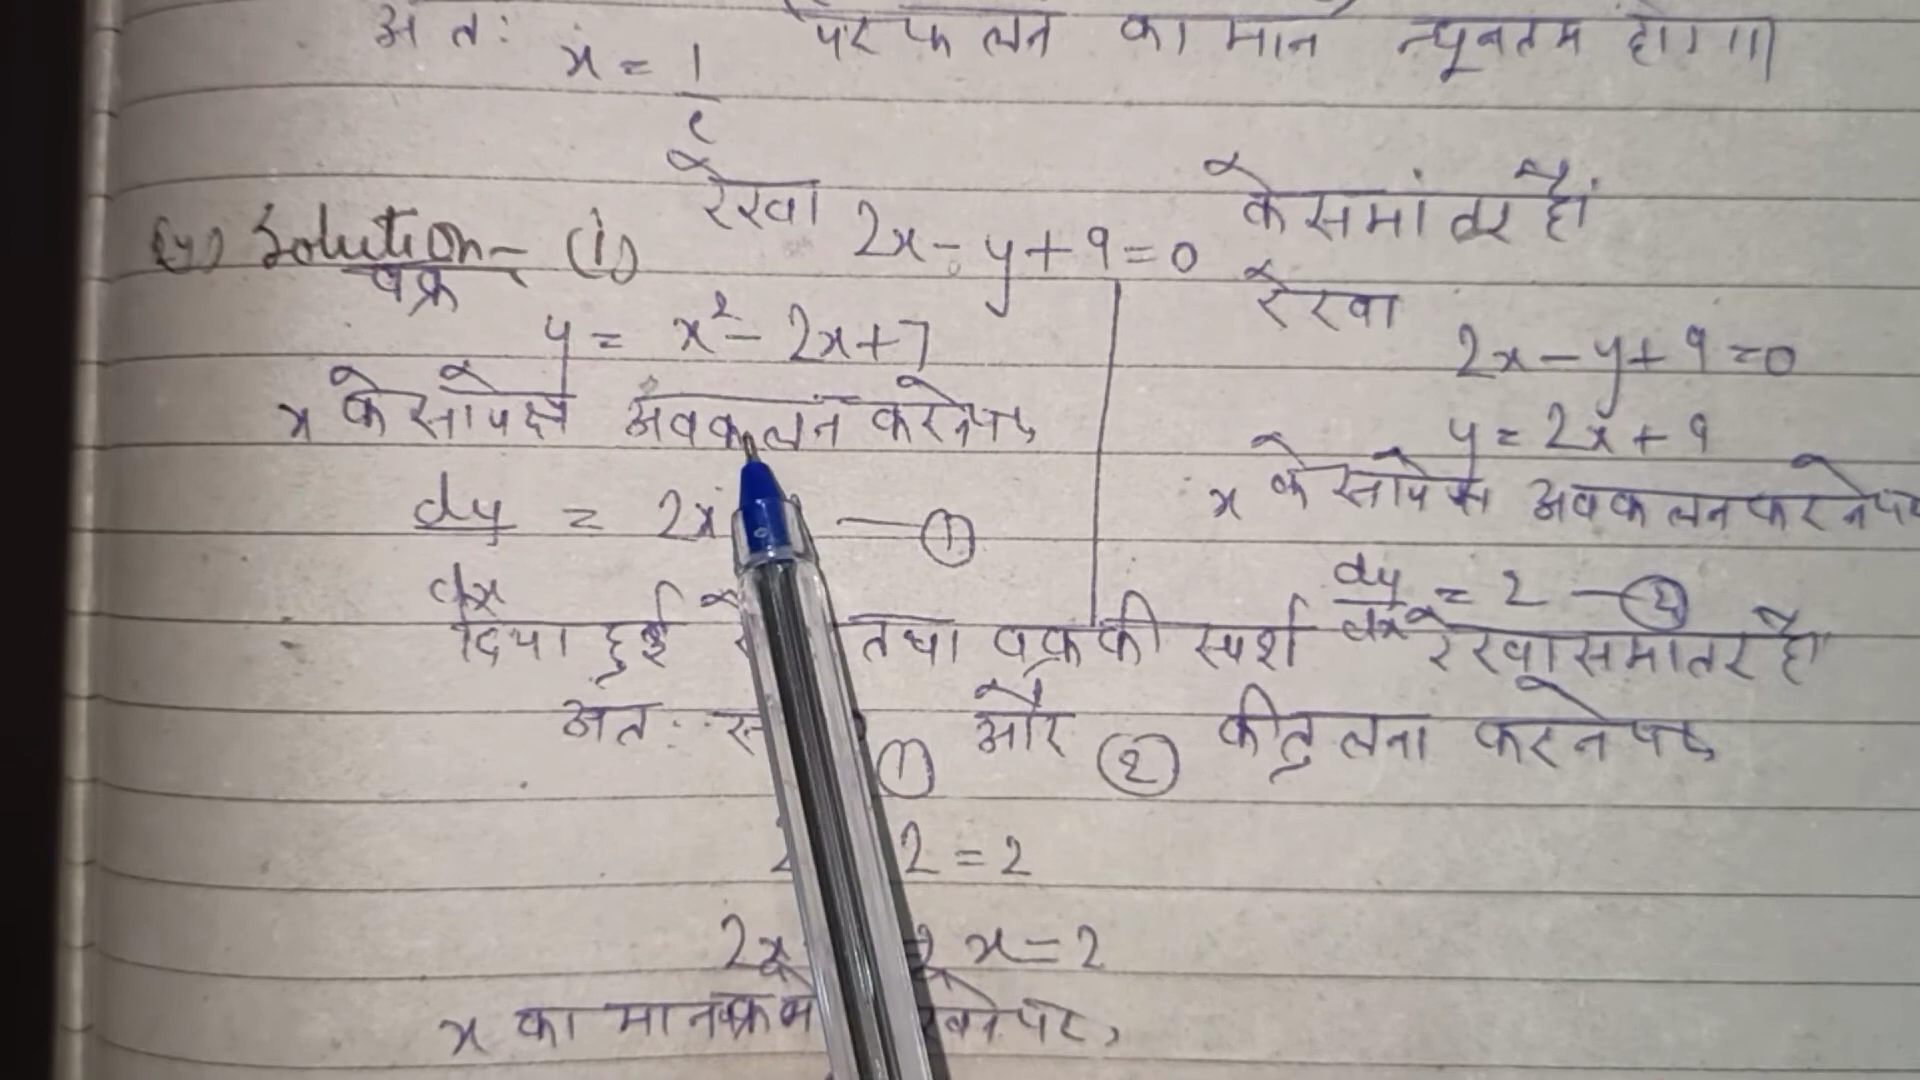 अतः x = 1/e पर फलन का मान न्यूनतम होगा।
Solution- (i) रेखा 2x - y + 9 = 0 के समांतर है।
वक्र
y = x² - 2x + 7
x के सापेक्ष अवकलन करने पर
dy/dx = 2x — ①
रेखा
2x - y + 9 = 0
y = 2x + 9
x के सापेक्ष अवकलन करने पर
dy/dx = 2 — ②
दिया हुई तथा वक्र की स्पर्श रेखा समांतर है
अतः ① और ② की तुलना करने पर
2 = 2
2x ⇒ x = 2
x का मान पर,